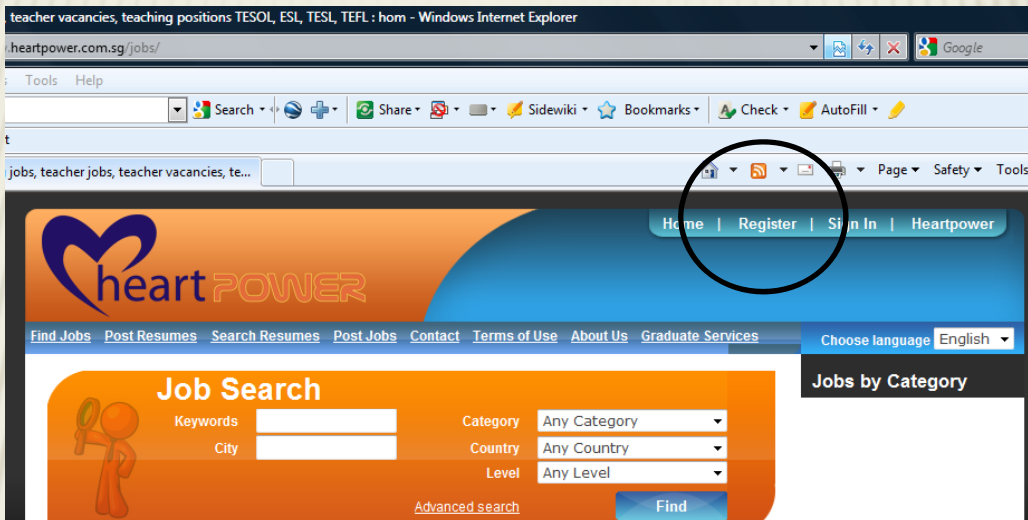 , teacher vacancies, teaching positions TESOL, ESL, TESL, TEFL : hom - Windows Internet Explorer
.heartpower.com.sg/jobs/ Google
Tools Help
Search Share Sidewiki Bookmarks Check AutoFill
t
jobs, teacher jobs, teacher vacancies, te... Page Safety Tools
Home | Register | Sign In | Heartpower
heart POWER
Find Jobs Post Resumes Search Resumes Post Jobs Contact Terms of Use About Us Graduate Services Choose language English
Job Search Jobs by Category
Keywords Category Any Category
City Country Any Country
Level Any Level
Advanced search Find